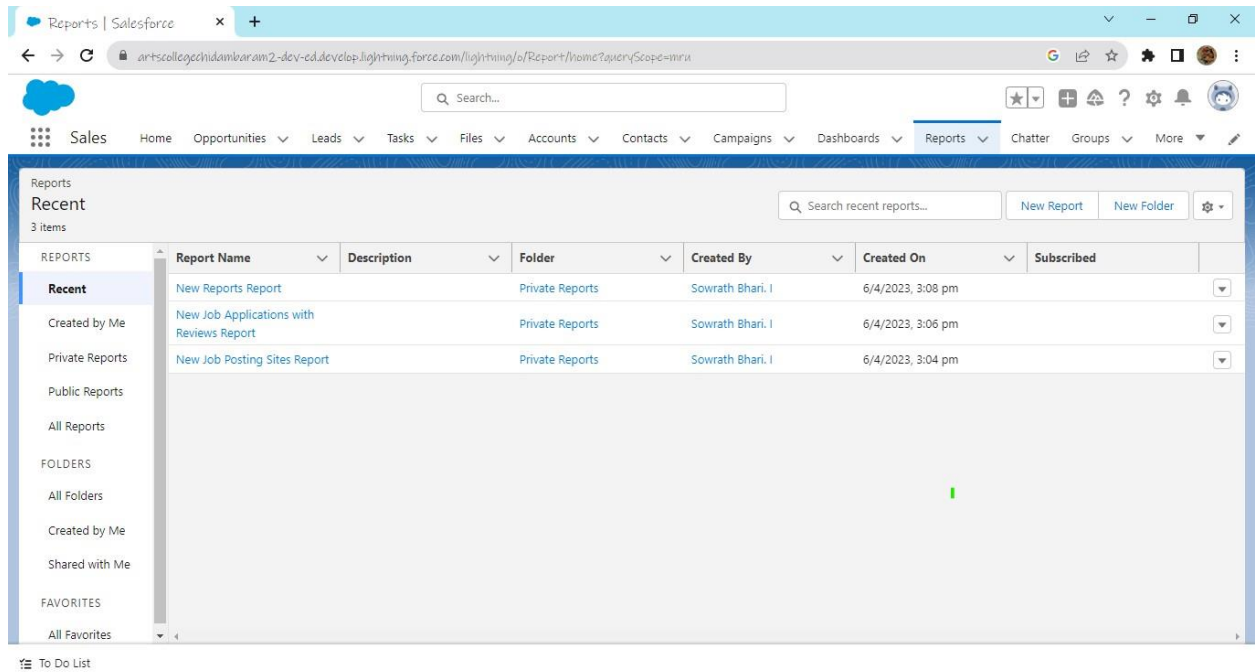 Reports | Salesforce
artscollegechidambaram2-dev-ed.develop.lightning.force.com/lightning/o/Report/home?queryScope=mru
Search...
Sales Home Opportunities Leads Tasks Files Accounts Contacts Campaigns Dashboards Reports Chatter Groups More
Reports
Recent
3 items
Search recent reports... New Report New Folder
REPORTS Report Name Description Folder Created By Created On Subscribed
Recent New Reports Report Private Reports Sowrath Bhari. I 6/4/2023, 3:08 pm
Created by Me New Job Applications with Reviews Report Private Reports Sowrath Bhari. I 6/4/2023, 3:06 pm
Private Reports New Job Posting Sites Report Private Reports Sowrath Bhari. I 6/4/2023, 3:04 pm
Public Reports
All Reports
FOLDERS
All Folders
Created by Me
Shared with Me
FAVORITES
All Favorites
To Do List